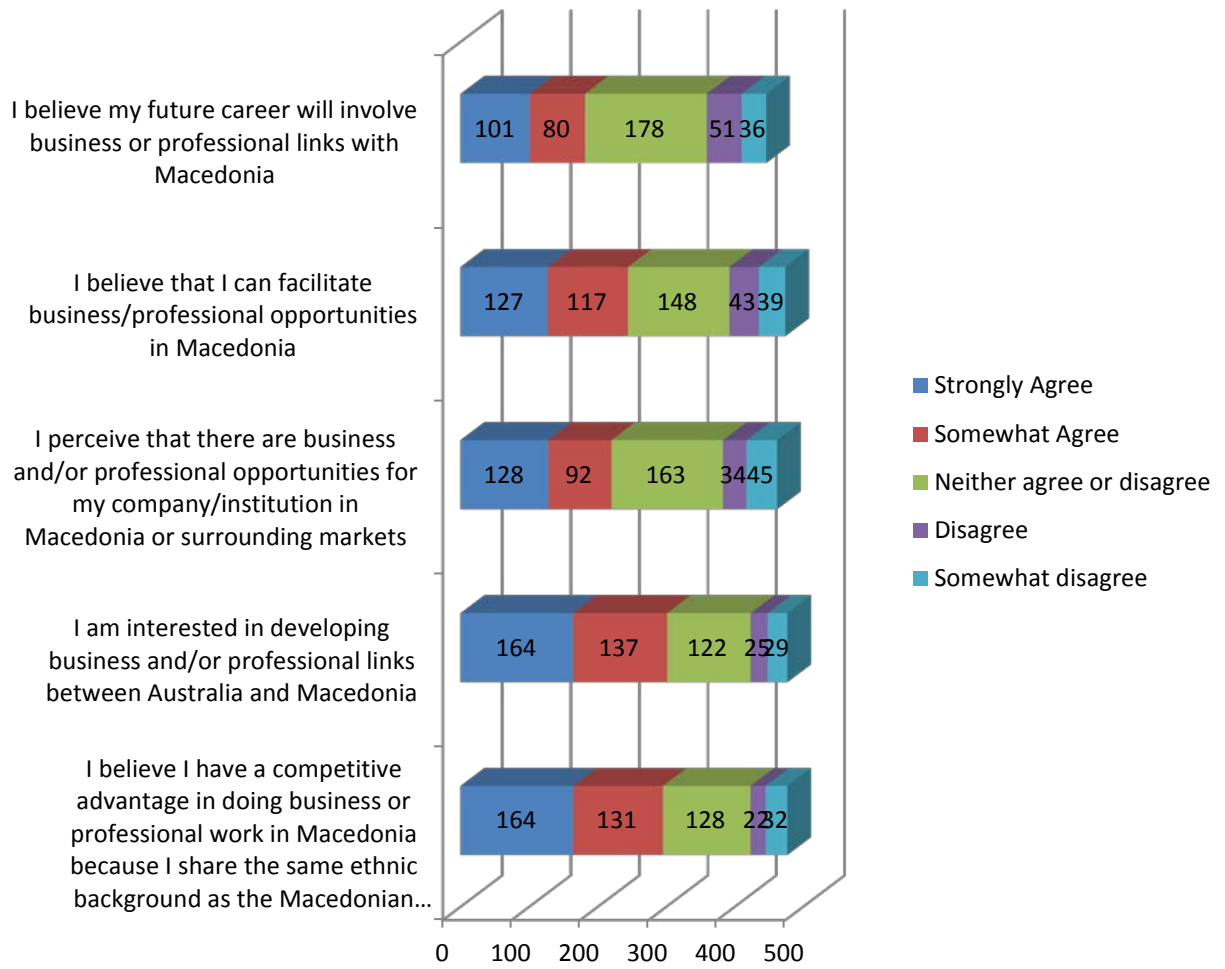 I believe my future career will involve
business or professional links with
Macedonia
101 80 178 51 36
I believe that I can facilitate
business/professional opportunities
in Macedonia
127 117 148 43 39
I perceive that there are business
and/or professional opportunities for
my company/institution in
Macedonia or surrounding markets
128 92 163 34 45
I am interested in developing
business and/or professional links
between Australia and Macedonia
164 137 122 25 29
I believe I have a competitive
advantage in doing business or
professional work in Macedonia
because I share the same ethnic
background as the Macedonian…
164 131 128 22 32
0 100 200 300 400 500
Strongly Agree
Somewhat Agree
Neither agree or disagree
Disagree
Somewhat disagree